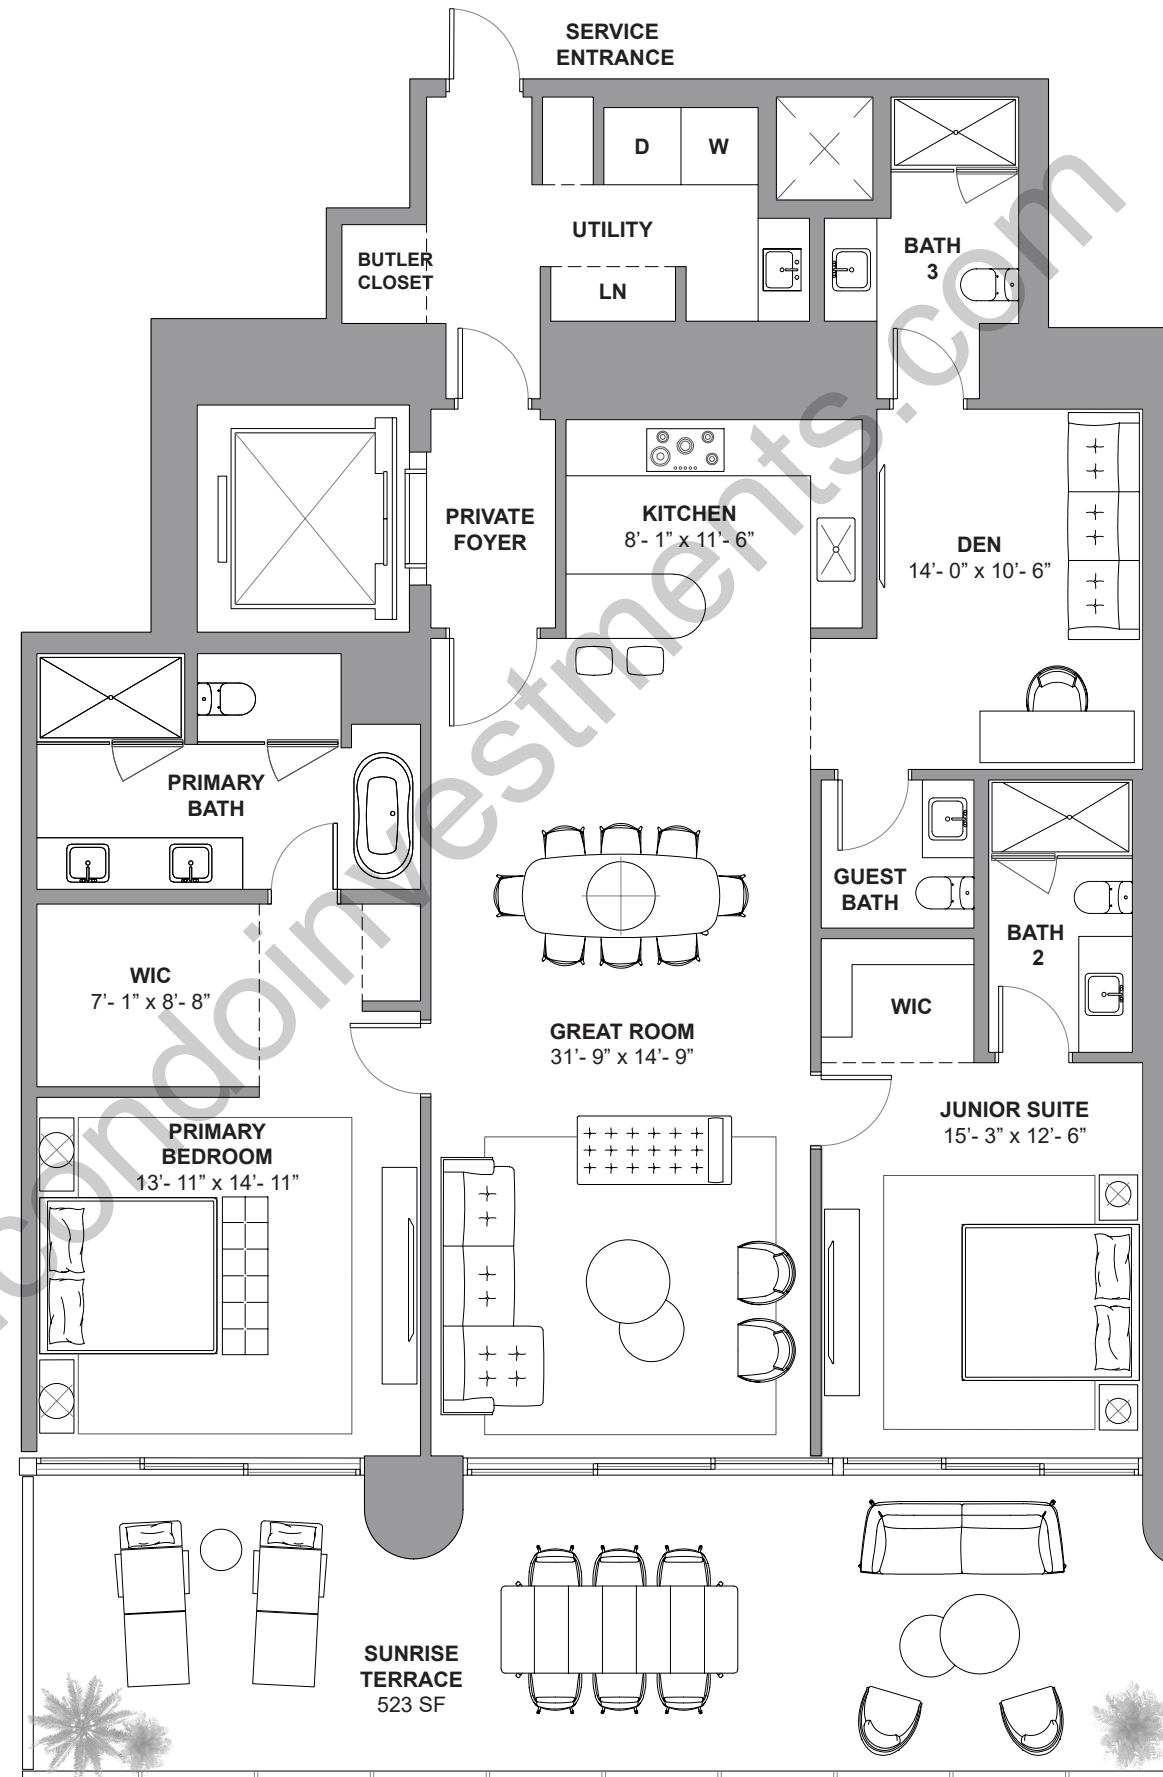 SERVICE
ENTRANCE
D
W
UTILITY
BUTLER
CLOSET
LN
BATH
3
PRIVATE
FOYER
KITCHEN
8’- 1” x 11’- 6”
DEN
14’- 0” x 10’- 6”
PRIMARY
BATH
GUEST
BATH
BATH
2
WIC
7’- 1” x 8’- 8”
WIC
GREAT ROOM
31’- 9” x 14’- 9”
JUNIOR SUITE
15’- 3” x 12’- 6”
PRIMARY
BEDROOM
13’- 11” x 14’- 11”
SUNRISE
TERRACE
523 SF
condoinvestments.com